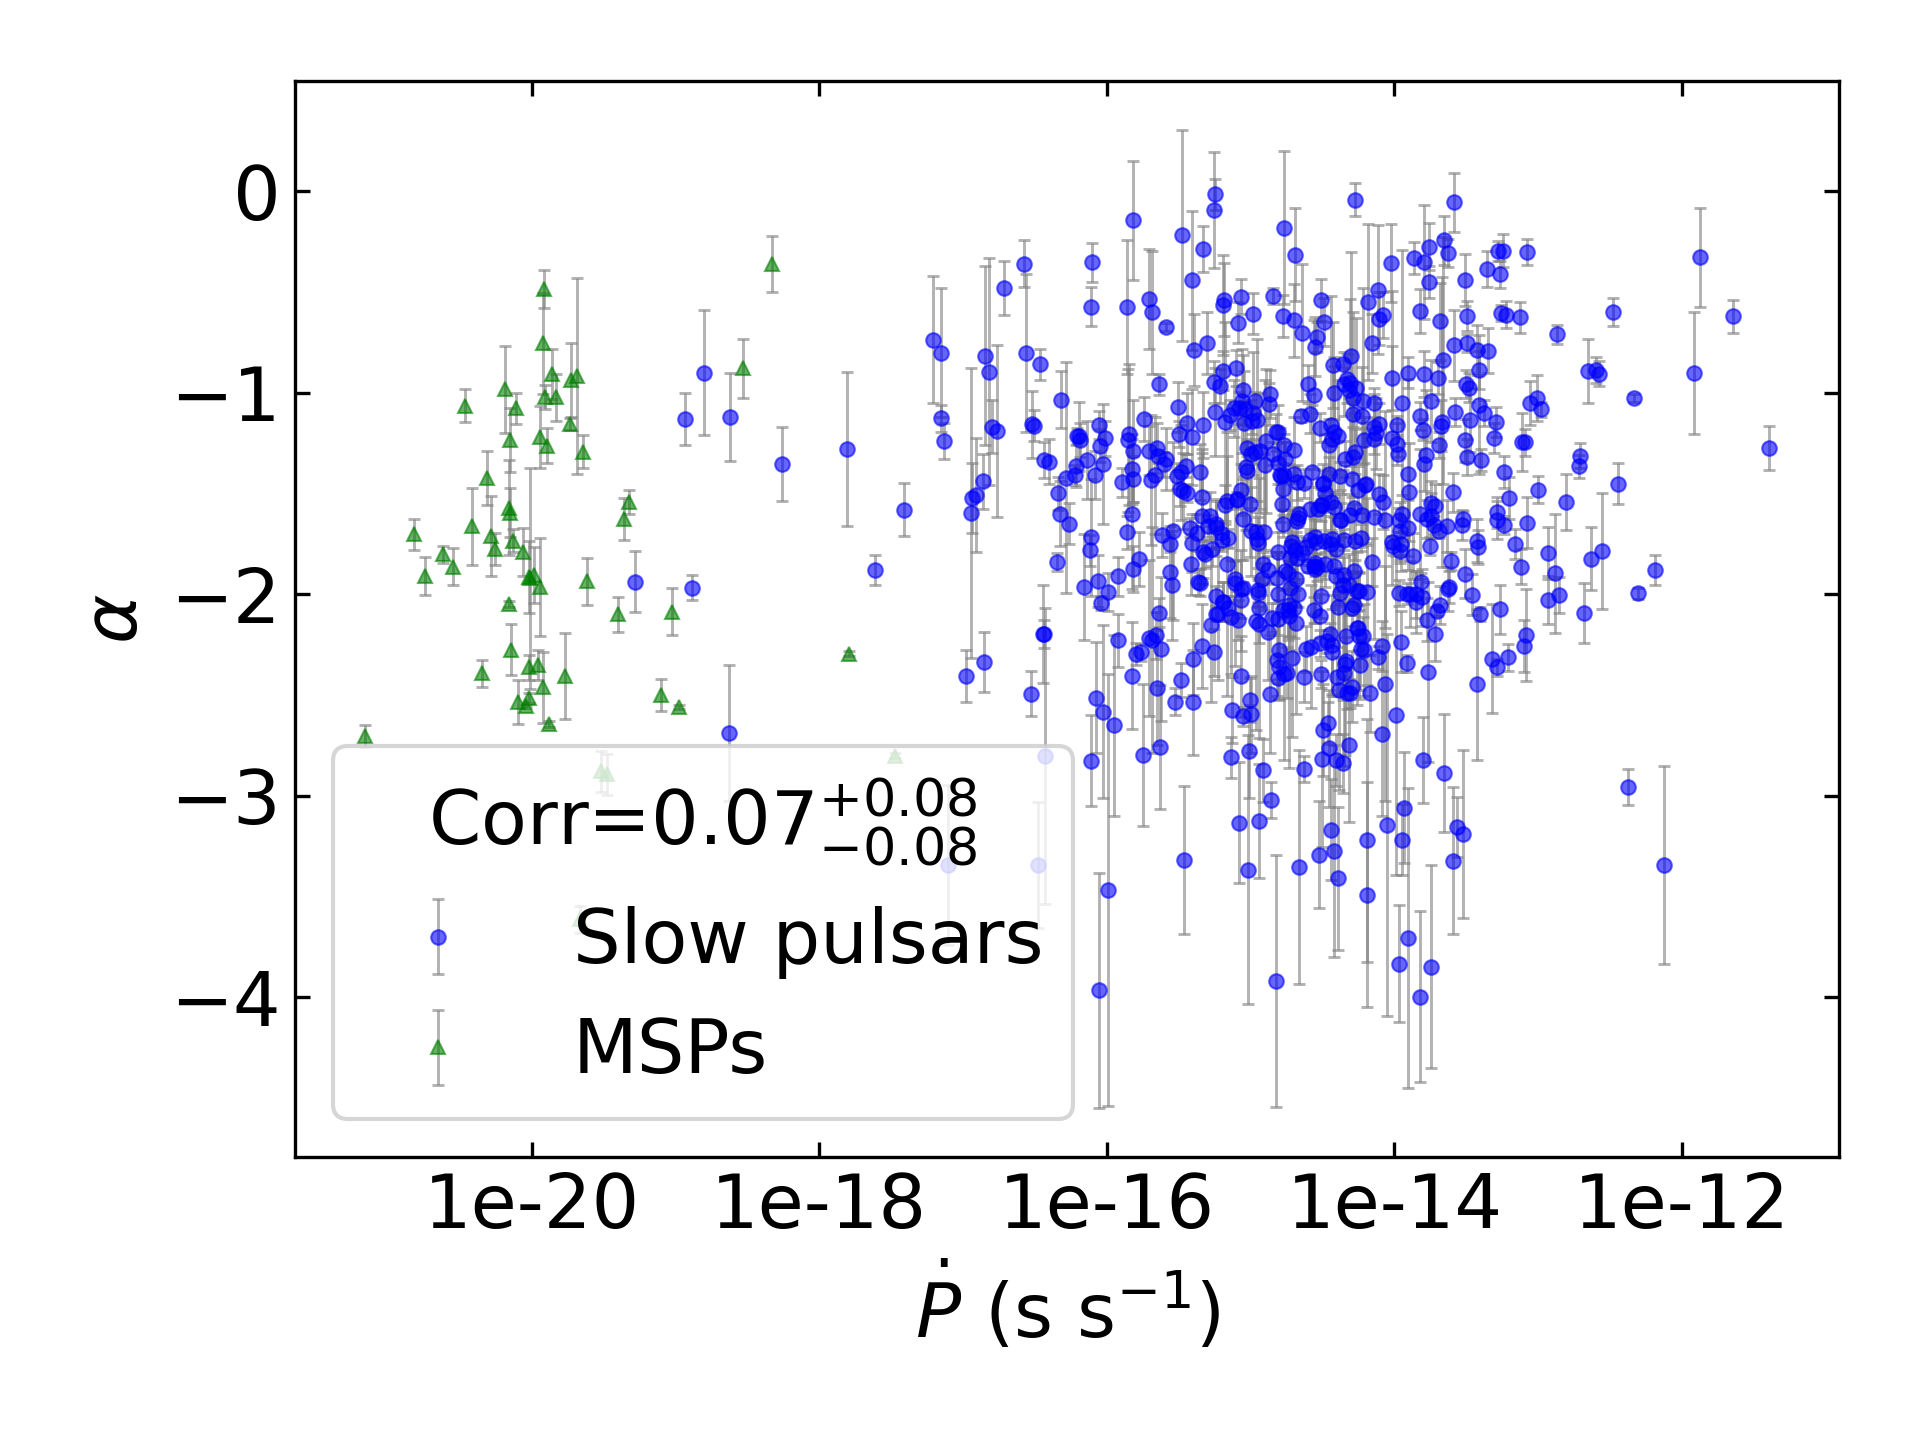 0
−1
−2
−3
−4
α
Corr=0.07+0.08−0.08
Slow pulsars
MSPs
1e-20 1e-18 1e-16 1e-14 1e-12
Ṗ (s s−1)